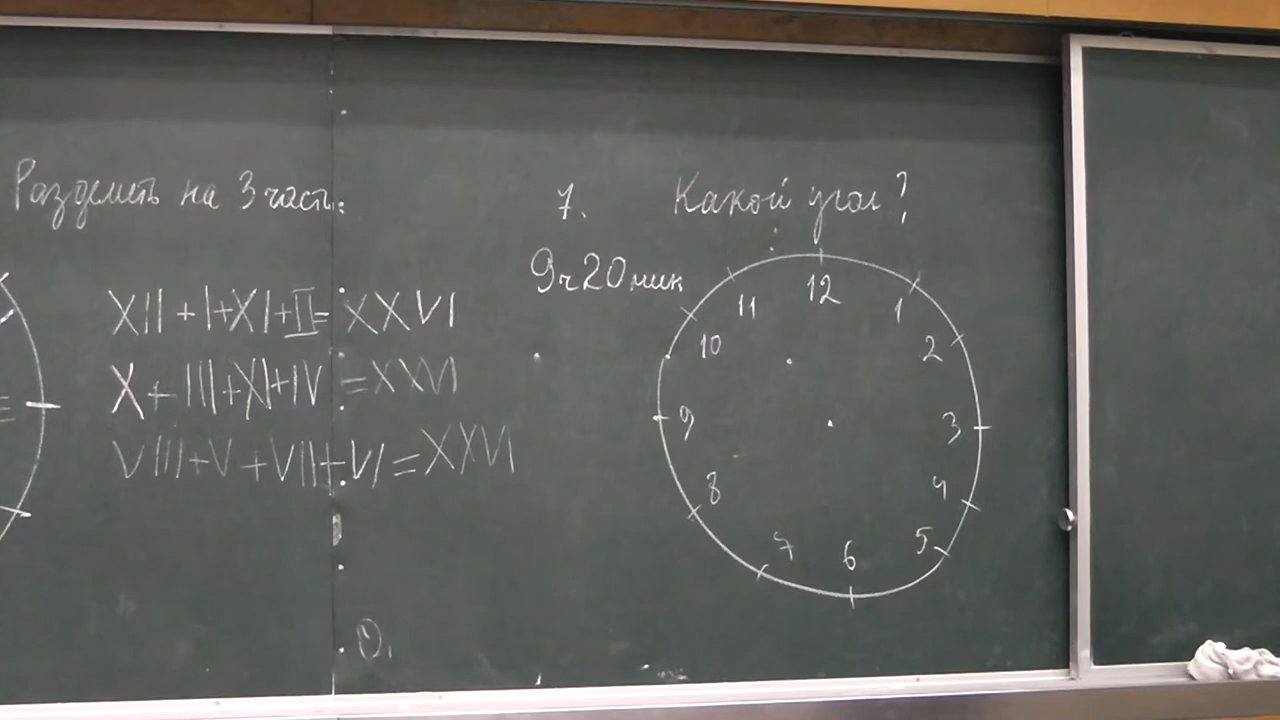 Разделить на 3 части:
XII + I + XI + II = XXVI
X + III + XI + IV = XXVI
VIII + V + VII + VI = XXVI
7. Какой угол?
9ч 20 мин
12
11
1
10
2
9
3
8
4
7
5
6